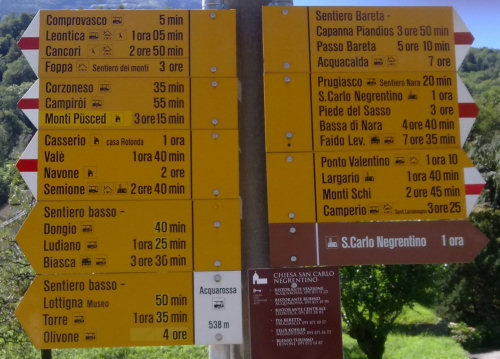 Comprovasco 5 min
Leontica 1 ora 05 min
Cancori 2 ore 50 min
Foppa Sentiero dei monti 3 ore
Corzoneso 35 min
Campiröi 55 min
Monti Püsced 3 ore 15 min
Casserio casa Rotonda 1 ora
Valè 1 ora 40 min
Navone 2 ore
Semione 2 ore 40 min
Sentiero basso -
Dongio 40 min
Ludiano 1 ora 25 min
Biasca 3 ore 30 min
Sentiero basso -
Lottigna Museo 50 min
Torre 1 ora 35 min
Olivone 4 ore
Acquarossa
538 m
Sentiero Bareta -
Capanna Piandios 3 ore 50 min
Passo Bareta 5 ore 10 min
Acquacalda 7 ore
Prugiasco Sentiero Nara 20 min
S.Carlo Negrentino 1 ora
Piede del Sasso 3 ore
Bassa di Nara 4 ore 40 min
Faido Lev. 7 ore 35 min
Ponto Valentino 1 ora 10
Largario 1 ora 40 min
Monti Schi 2 ore 45 min
Camperio Sent.Lucomagno 3 ore 25
S.Carlo Negrentino 1 ora
CHIESA SAN CARLO
NEGRENTINO